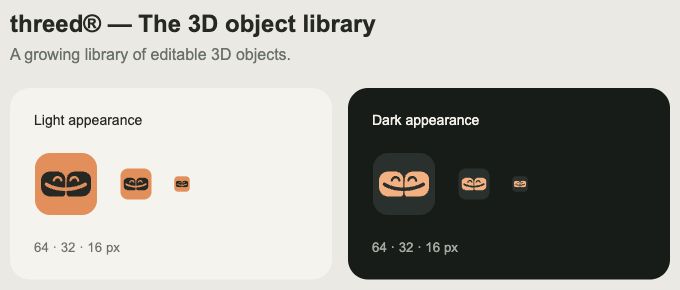 threed® — The 3D object library
A growing library of editable 3D objects.
Light appearance
Dark appearance
64 · 32 · 16 px
64 · 32 · 16 px